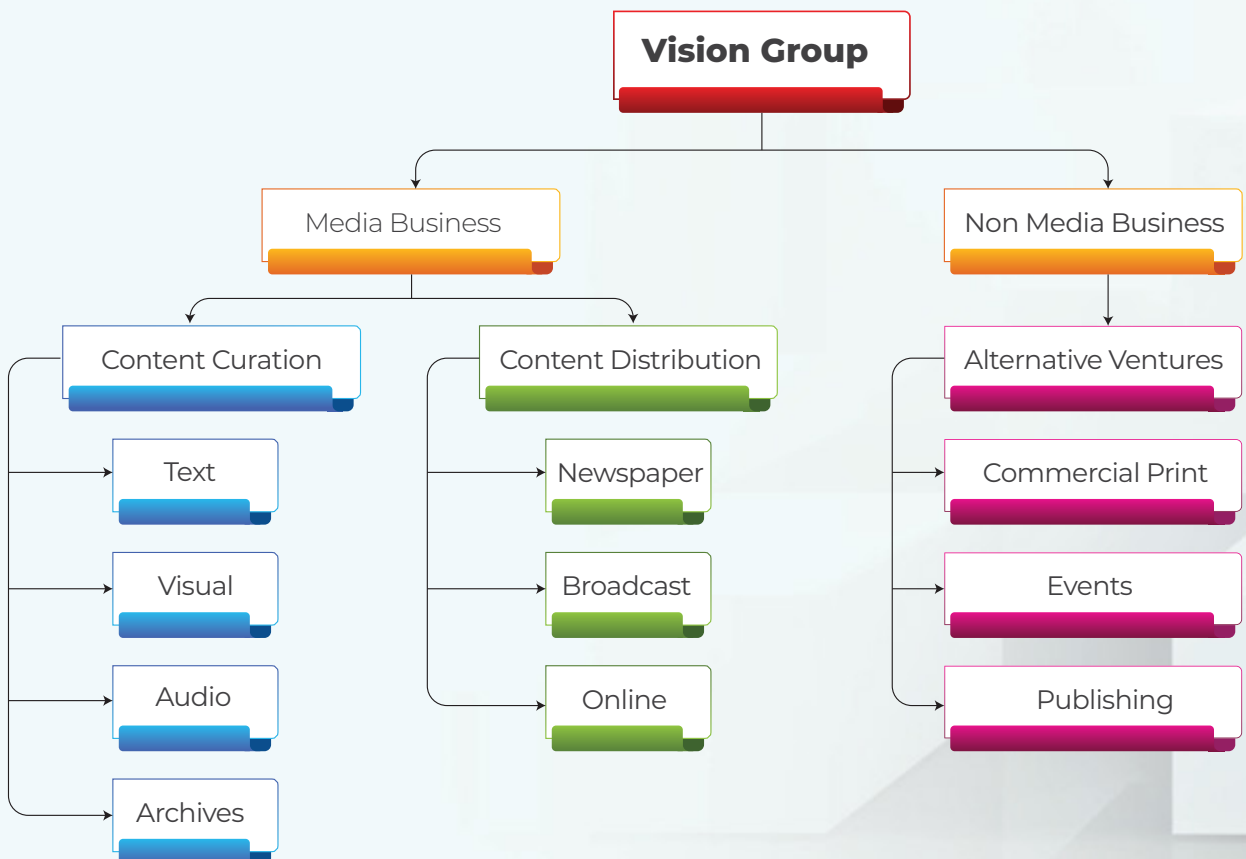 Vision Group
Media Business
Non Media Business
Content Curation
Content Distribution
Alternative Ventures
Text
Newspaper
Commercial Print
Visual
Broadcast
Events
Audio
Online
Publishing
Archives